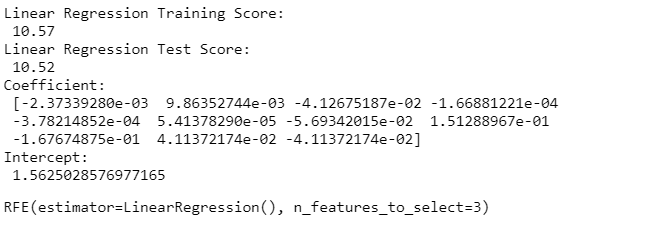 Linear Regression Training Score:
 10.57
Linear Regression Test Score:
 10.52
Coefficient:
 [-2.37339280e-03  9.86352744e-03 -4.12675187e-02 -1.66881221e-04
 -3.78214852e-04  5.41378290e-05 -5.69342015e-02  1.51288967e-01
 -1.67674875e-01  4.11372174e-02 -4.11372174e-02]
Intercept:
 1.5625028576977165
RFE(estimator=LinearRegression(), n_features_to_select=3)